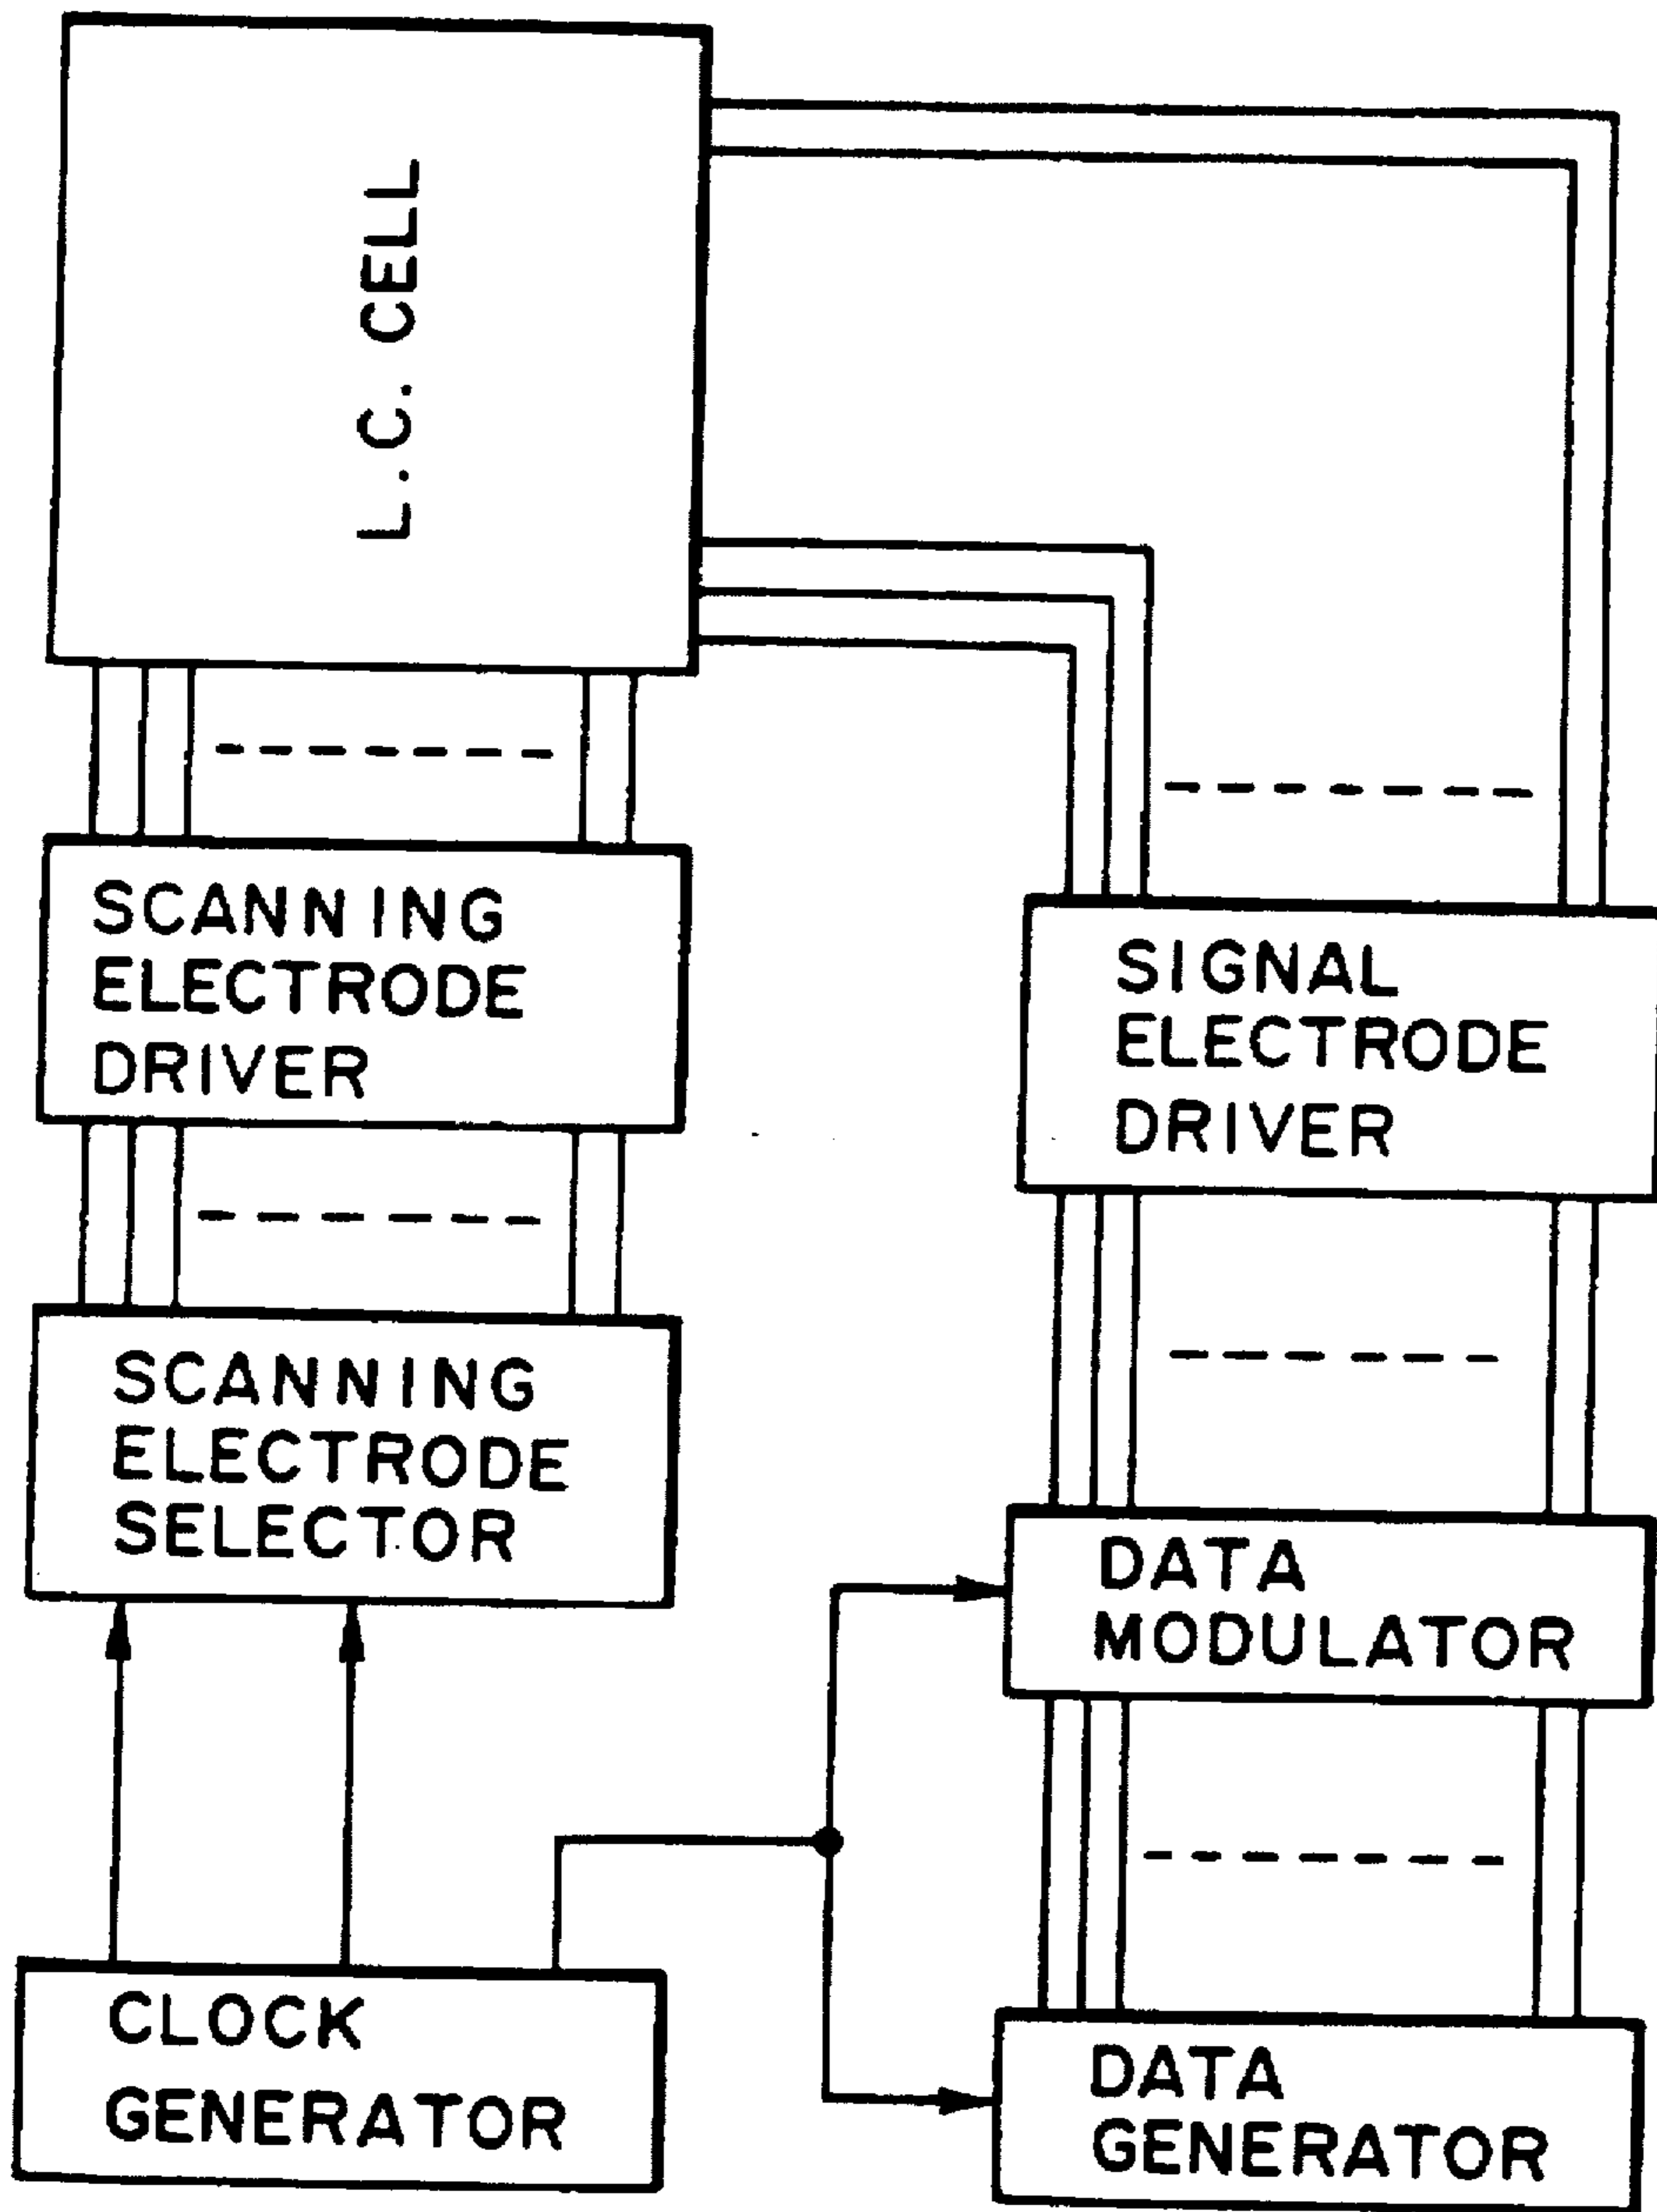 L.C. CELL
SCANNING
ELECTRODE
DRIVER
SIGNAL
ELECTRODE
DRIVER
SCANNING
ELECTRODE
SELECTOR
DATA
MODULATOR
CLOCK
GENERATOR
DATA
GENERATOR